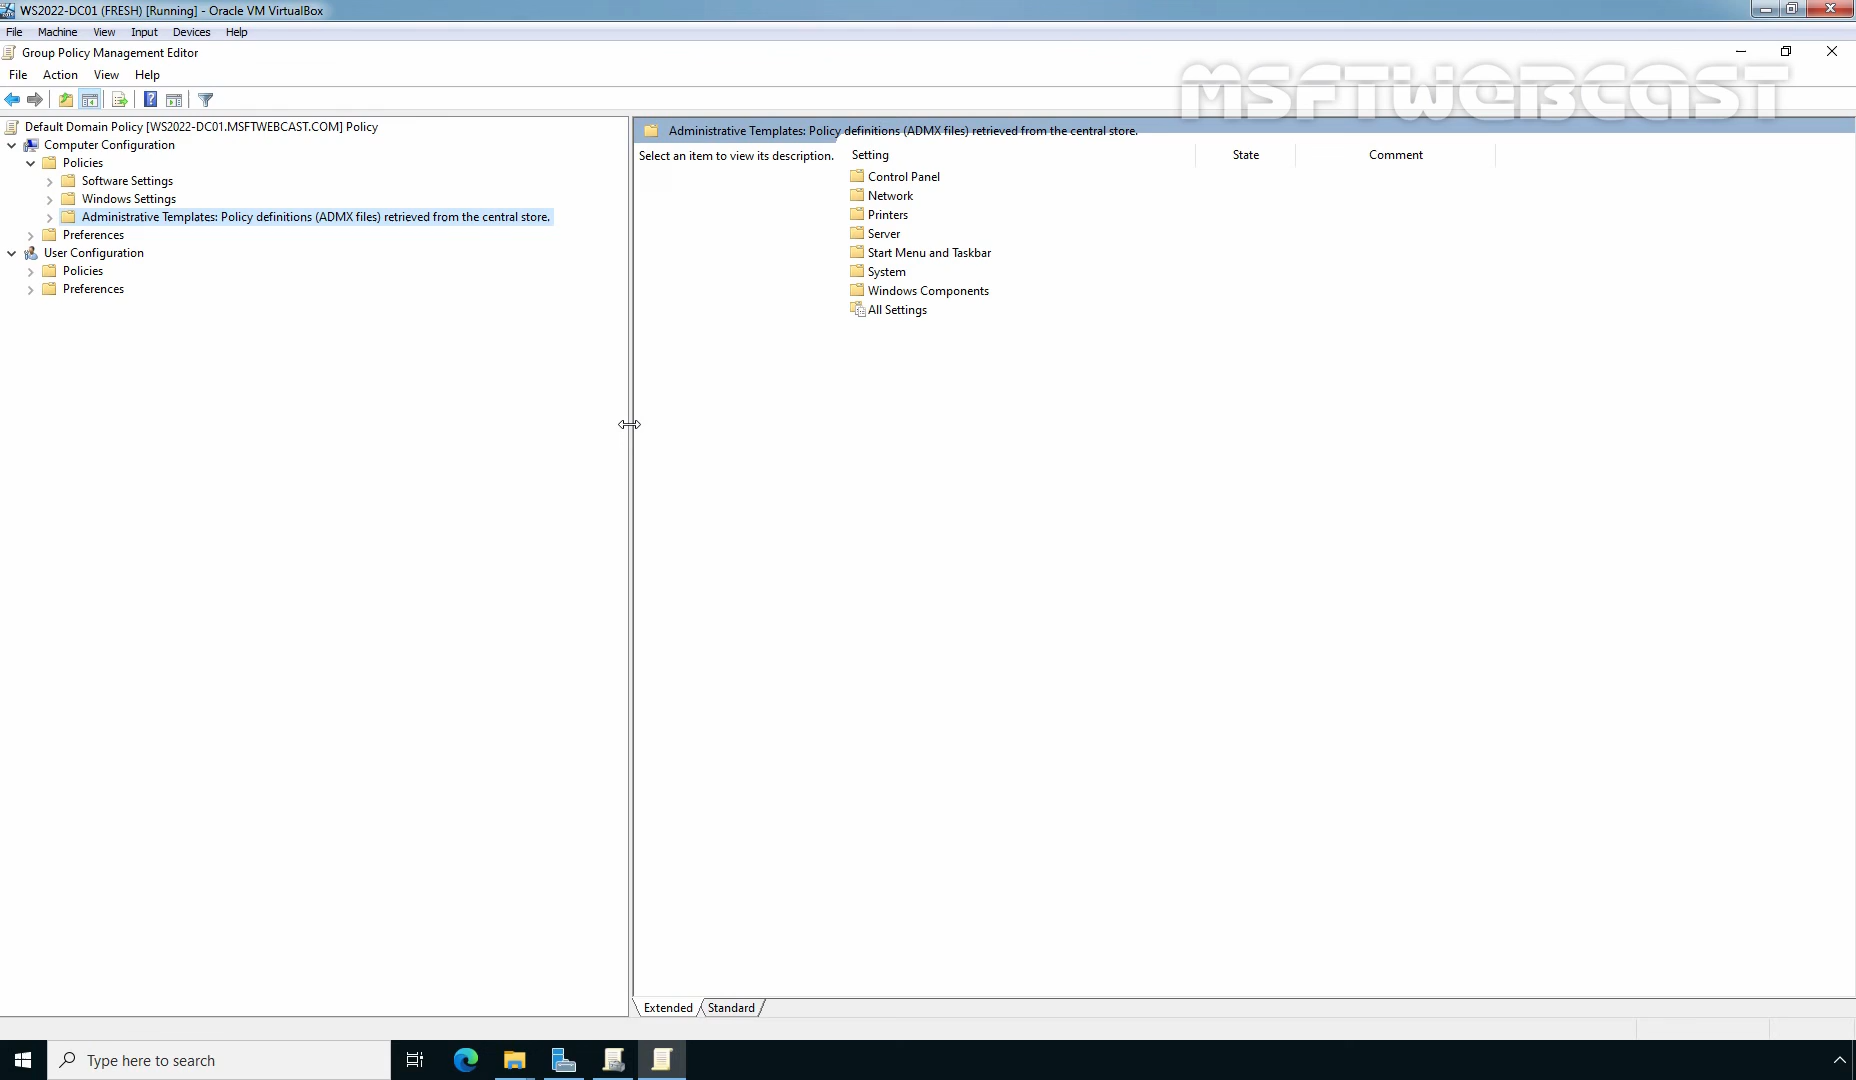 WS2022-DC01 (FRESH) [Running] - Oracle VM VirtualBox
File Machine View Input Devices Help
Group Policy Management Editor
File Action View Help
MSFTWEBCAST
Default Domain Policy [WS2022-DC01.MSFTWEBCAST.COM] Policy
Computer Configuration
Policies
Software Settings
Windows Settings
Administrative Templates: Policy definitions (ADMX files) retrieved from the central store.
Preferences
User Configuration
Policies
Preferences
Administrative Templates: Policy definitions (ADMX files) retrieved from the central store.
Select an item to view its description.
Setting State Comment
Control Panel
Network
Printers
Server
Start Menu and Taskbar
System
Windows Components
All Settings
Extended Standard
Type here to search